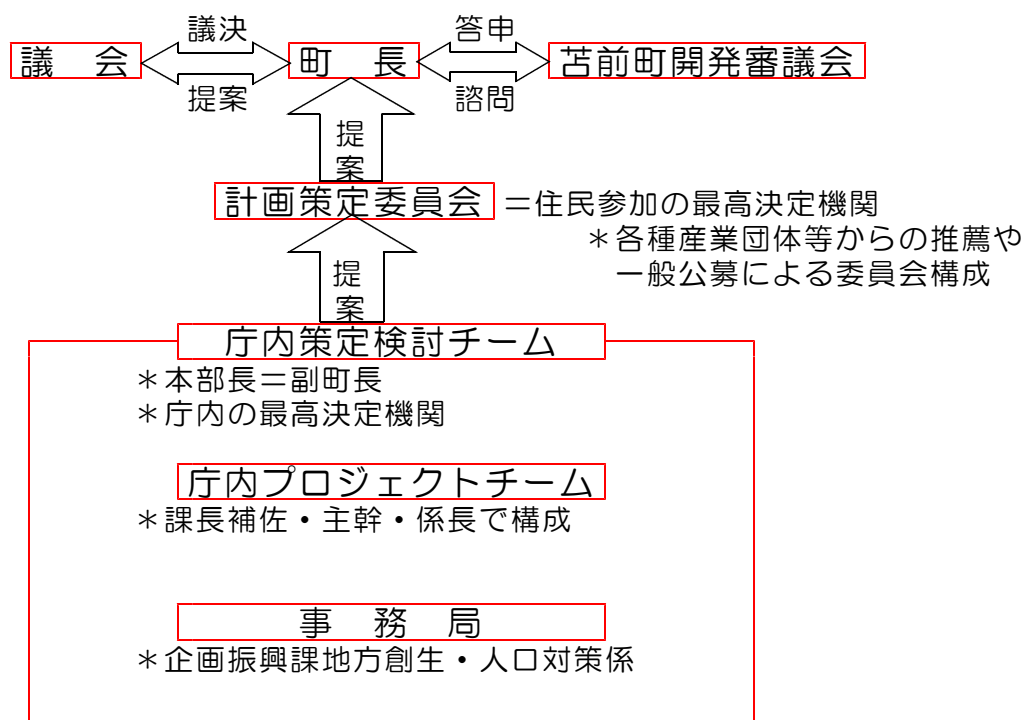 議決
議　会
町　長
答申
苫前町開発審議会
提案
諮問
提
案
計画策定委員会
＝住民参加の最高決定機関
＊各種産業団体等からの推薦や
一般公募による委員会構成
提
案
庁内策定検討チーム
＊本部長＝副町長
＊庁内の最高決定機関
庁内プロジェクトチーム
＊課長補佐・主幹・係長で構成
事　務　局
＊企画振興課地方創生・人口対策係